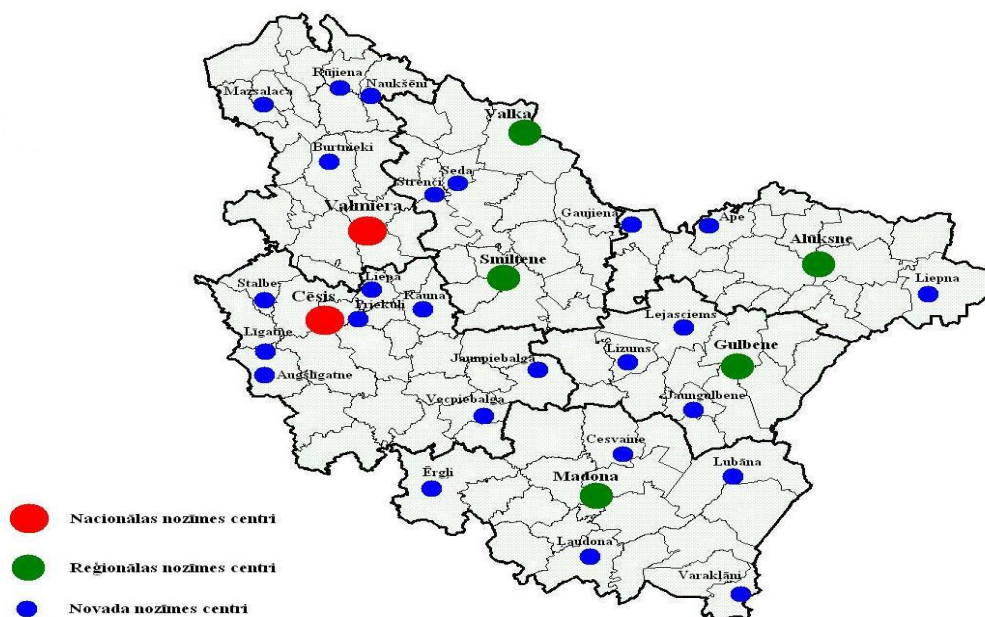 Rūjiena
Naukšēni
Mazsalaca
Valka
Burtnieki
Seda
Strenči
Valmiera
Gaujiena
Ape
Alūksne
Smiltene
Liepa
Stalbe
Cēsis
Rauna
Priekuļi
Liepna
Lejasciems
Līgatne
Lizums
Gulbene
Jaunpiebalga
Augšlīgatne
Jaungulbene
Vecpiebalga
Cesvaine
Lubāna
Ērgļi
Madona
Ļaudona
Varakļāni
Nacionālas nozīmes centri
Reģionālas nozīmes centri
Novada nozīmes centri